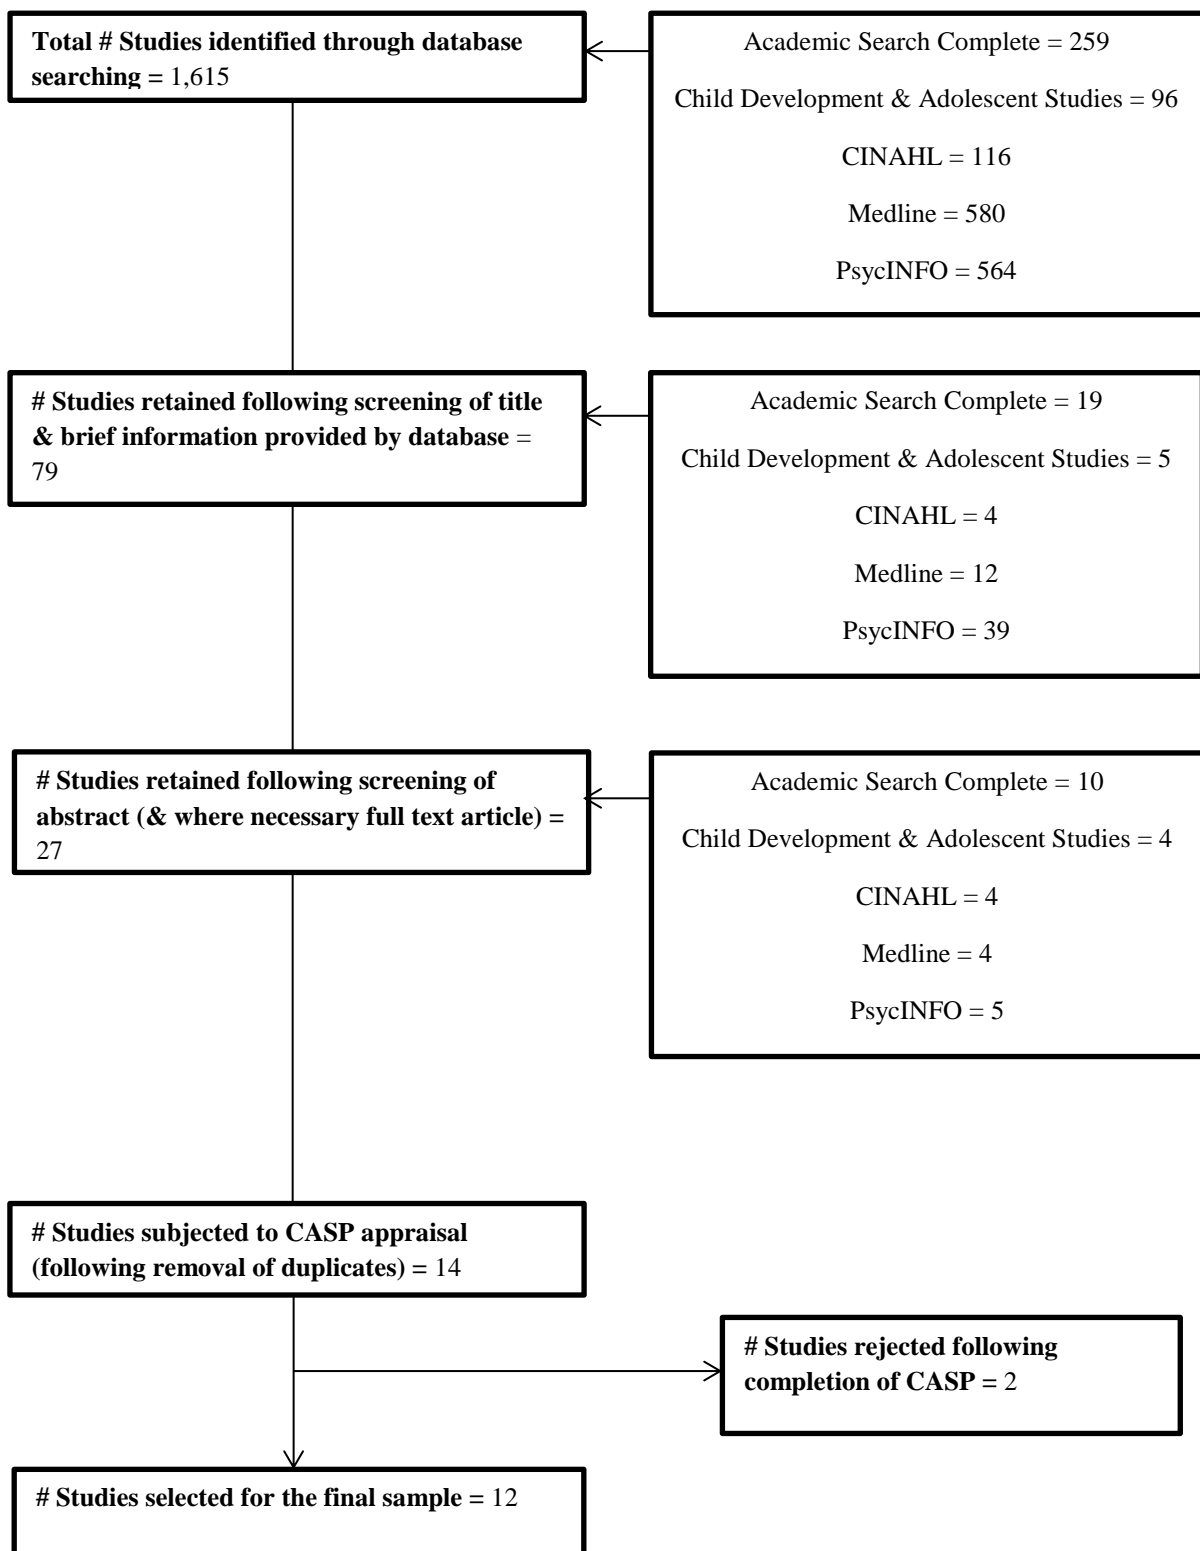 Total # Studies identified through database
searching = 1,615
Academic Search Complete = 259
Child Development & Adolescent Studies = 96
CINAHL = 116
Medline = 580
PsycINFO = 564
# Studies retained following screening of title
& brief information provided by database =
79
Academic Search Complete = 19
Child Development & Adolescent Studies = 5
CINAHL = 4
Medline = 12
PsycINFO = 39
# Studies retained following screening of
abstract (& where necessary full text article) =
27
Academic Search Complete = 10
Child Development & Adolescent Studies = 4
CINAHL = 4
Medline = 4
PsycINFO = 5
# Studies subjected to CASP appraisal
(following removal of duplicates) = 14
# Studies rejected following
completion of CASP = 2
# Studies selected for the final sample = 12